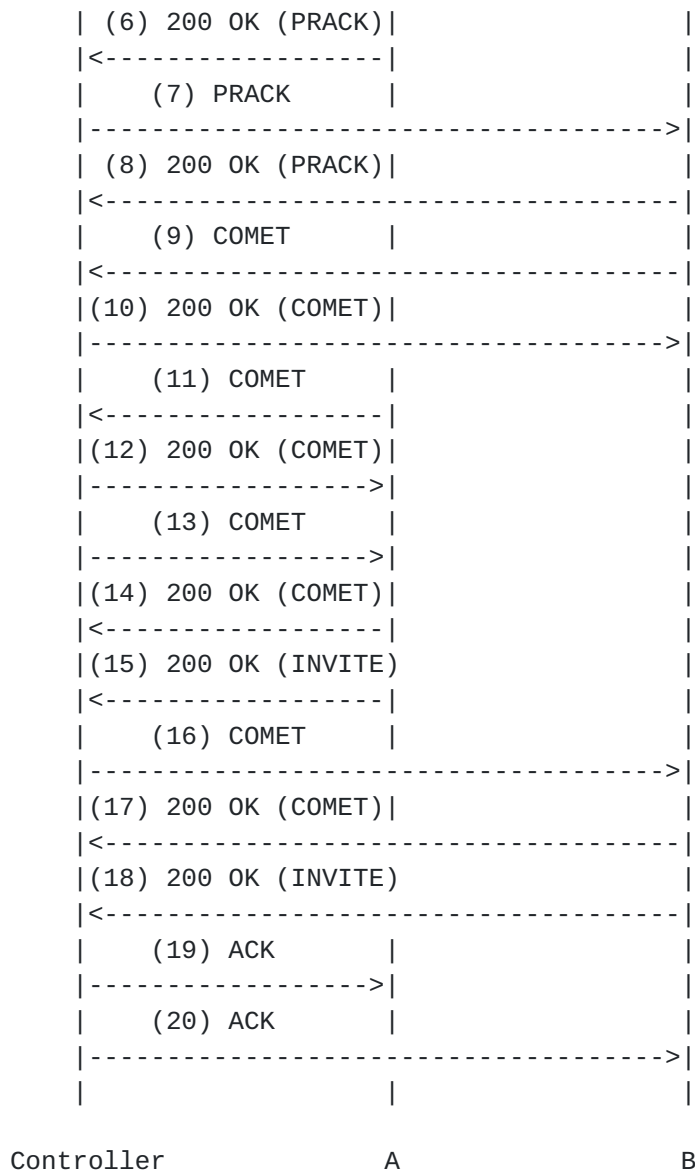 | (6) 200 OK (PRACK)|                  |
|<------------------|                  |
|    (7) PRACK      |                  |
|------------------------------------->|
| (8) 200 OK (PRACK)|                  |
|<-------------------------------------|
|    (9) COMET      |                  |
|<-------------------------------------|
|(10) 200 OK (COMET)|                  |
|------------------------------------->|
|    (11) COMET     |                  |
|<------------------|                  |
|(12) 200 OK (COMET)|                  |
|------------------>|                  |
|    (13) COMET     |                  |
|------------------>|                  |
|(14) 200 OK (COMET)|                  |
|<------------------|                  |
|(15) 200 OK (INVITE)                  |
|<------------------|                  |
|    (16) COMET     |                  |
|------------------------------------->|
|(17) 200 OK (COMET)|                  |
|<-------------------------------------|
|(18) 200 OK (INVITE)                  |
|<-------------------------------------|
|    (19) ACK       |                  |
|------------------>|                  |
|    (20) ACK       |                  |
|------------------------------------->|
|                   |                  |
Controller              A                  B